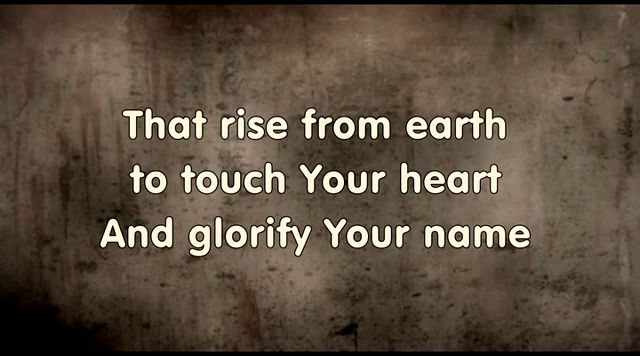 That rise from earth
to touch Your heart
And glorify Your name